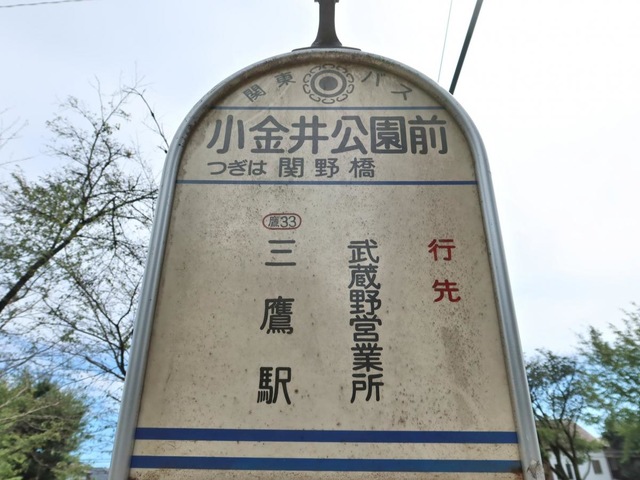 関東バス
小金井公園前
つぎは 関野橋
行先
武蔵野営業所
鷹33
三鷹駅